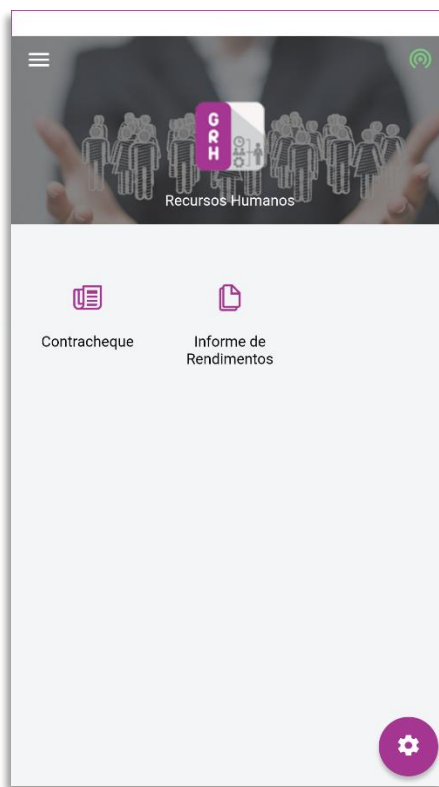 G
R
H
Recursos Humanos
Contracheque
Informe de
Rendimentos